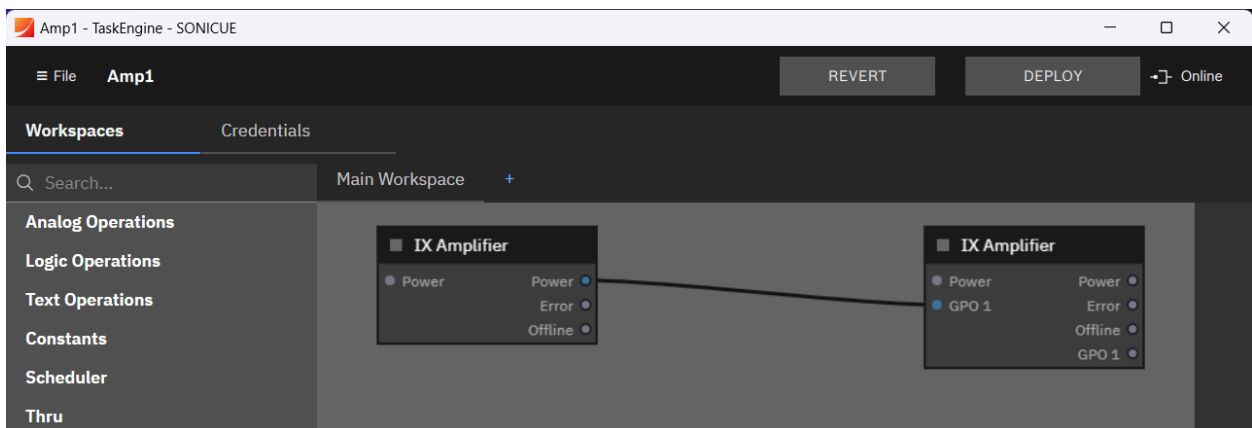 Amp1 - TaskEngine - SONICUE
File Amp1 REVERT DEPLOY Online
Workspaces Credentials
Search...
Main Workspace +
Analog Operations
Logic Operations
Text Operations
Constants
Scheduler
Thru
IX Amplifier
Power Power
Error
Offline
IX Amplifier
Power Power
GPO 1 Error
Offline
GPO 1